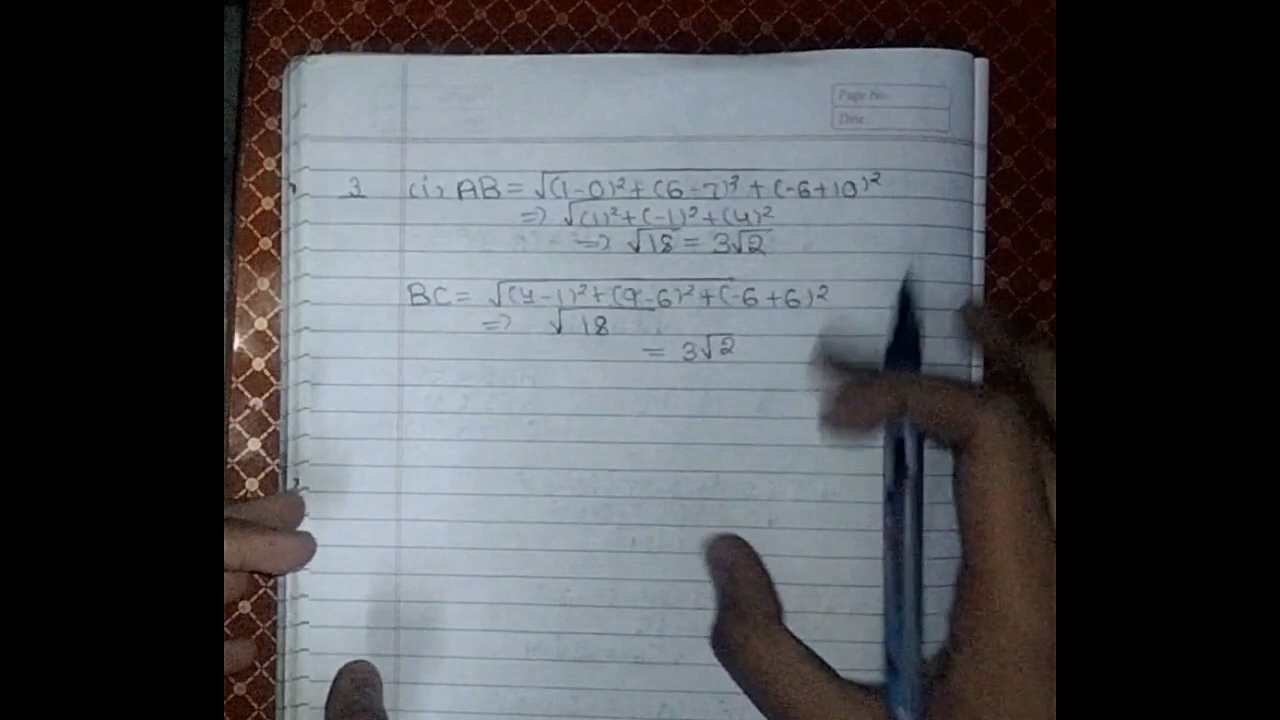 Page No.
Date
3 (i) AB = √(1-0)²+(6-7)²+(-6+10)²
=> √(1)²+(-1)²+(4)²
=> √18 = 3√2
BC = √(4-1)²+(9-6)²+(-6+6)²
=> √18
= 3√2